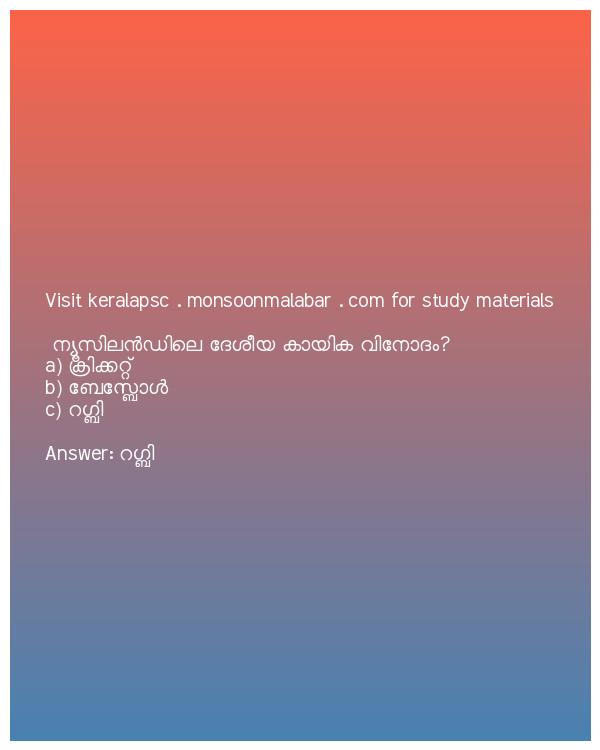 Visit keralapsc . monsoonmalabar . com for study materials
ന്യൂസിലൻഡിലെ ദേശീയ കായിക വിനോദം?
a) ക്രിക്കറ്റ്
b) ബേസ്ബോൾ
c) റഗ്ബി
Answer: റഗ്ബി